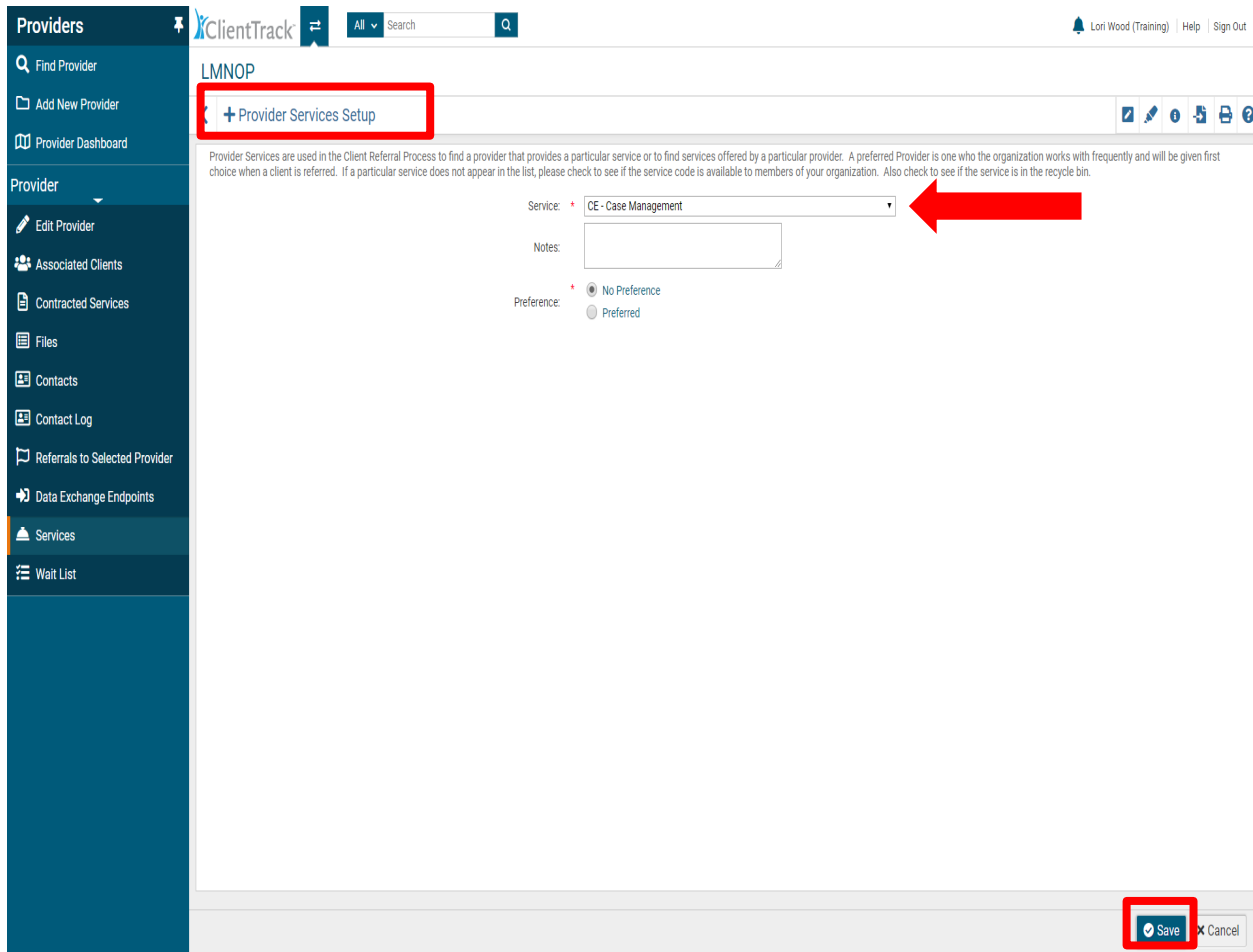 Providers
ClientTrack
All
Search
Lori Wood (Training)
Help
Sign Out
Find Provider
Add New Provider
Provider Dashboard
Provider
Edit Provider
Associated Clients
Contracted Services
Files
Contacts
Contact Log
Referrals to Selected Provider
Data Exchange Endpoints
Services
Wait List
LMNOP
+ Provider Services Setup
Provider Services are used in the Client Referral Process to find a provider that provides a particular service or to find services offered by a particular provider. A preferred Provider is one who the organization works with frequently and will be given first
choice when a client is referred. If a particular service does not appear in the list, please check to see if the service code is available to members of your organization. Also check to see if the service is in the recycle bin.
Service: * CE - Case Management
Notes:
Preference: *
No Preference
Preferred
Save
Cancel